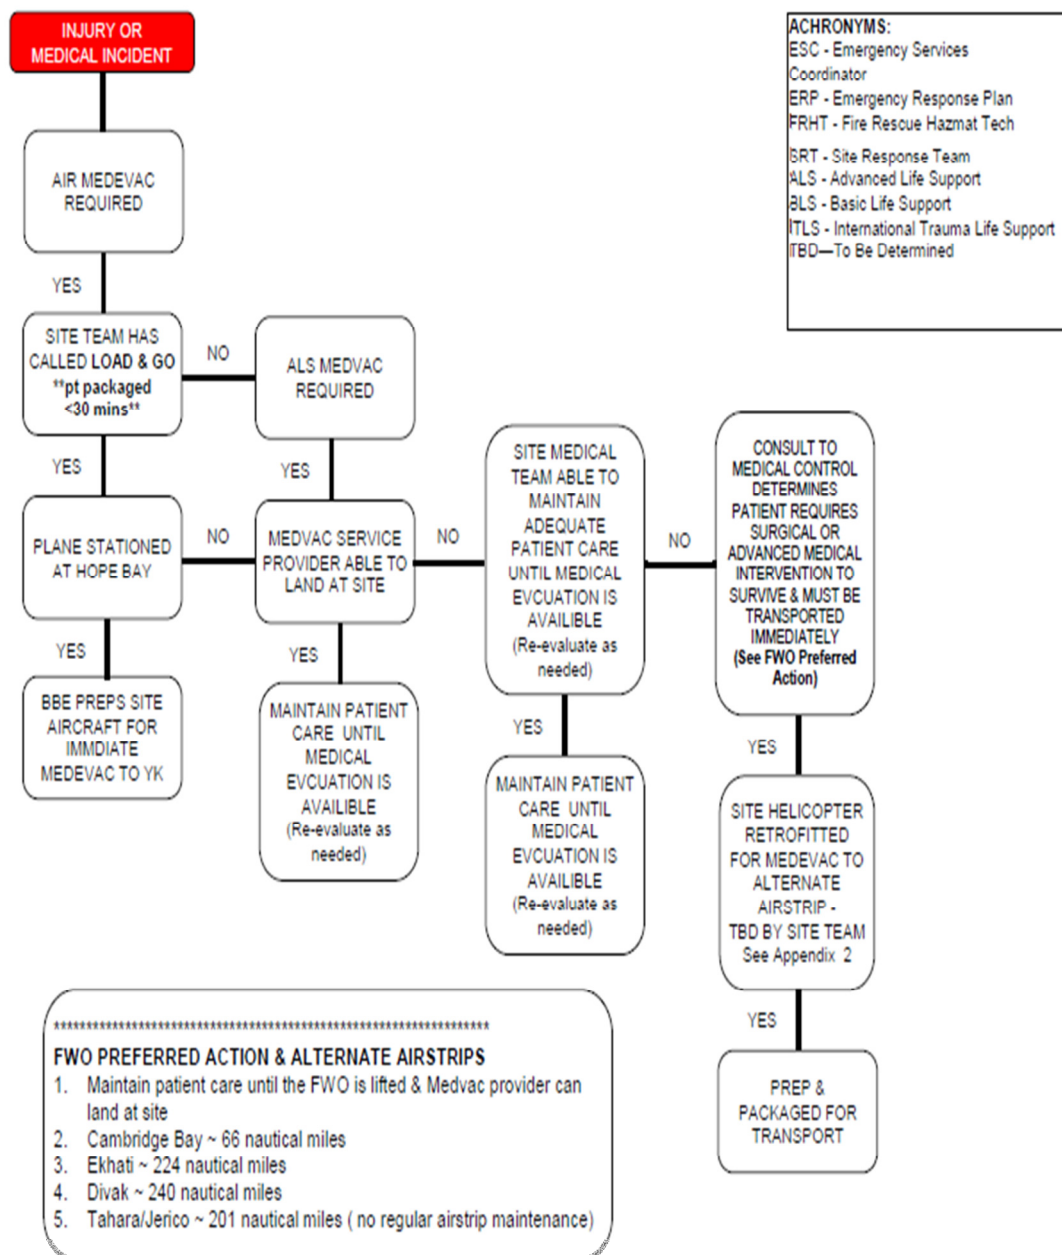 INJURY OR
MEDICAL INCIDENT
ACHRONYMS:
ESC - Emergency Services
Coordinator
ERP - Emergency Response Plan
FRHT - Fire Rescue Hazmat Tech
SRT - Site Response Team
ALS - Advanced Life Support
BLS - Basic Life Support
ITLS - International Trauma Life Support
TBD—To Be Determined
AIR MEDEVAC
REQUIRED
YES
SITE TEAM HAS
CALLED LOAD & GO
**pt packaged
<30 mins**
NO
ALS MEDVAC
REQUIRED
YES
YES
PLANE STATIONED
AT HOPE BAY
NO
MEDVAC SERVICE
PROVIDER ABLE TO
LAND AT SITE
NO
SITE MEDICAL
TEAM ABLE TO
MAINTAIN
ADEQUATE
PATIENT CARE
UNTIL MEDICAL
EVCUATION IS
AVAILIBLE
(Re-evaluate as
needed)
NO
CONSULT TO
MEDICAL CONTROL
DETERMINES
PATIENT REQUIRES
SURGICAL OR
ADVANCED MEDICAL
INTERVENTION TO
SURVIVE & MUST BE
TRANSPORTED
IMMEDIATELY
(See FWO Preferred
Action)
YES
BBE PREPS SITE
AIRCRAFT FOR
IMMDIATE
MEDEVAC TO YK
YES
MAINTAIN PATIENT
CARE UNTIL
MEDICAL
EVCUATION IS
AVAILIBLE
(Re-evaluate as
needed)
YES
MAINTAIN PATIENT
CARE UNTIL
MEDICAL
EVCUATION IS
AVAILIBLE
(Re-evaluate as
needed)
YES
SITE HELICOPTER
RETROFITTED
FOR MEDEVAC TO
ALTERNATE
AIRSTRIP -
TBD BY SITE TEAM
See Appendix 2
YES
PREP &
PACKAGED FOR
TRANSPORT
*******************************************************************
FWO PREFERRED ACTION & ALTERNATE AIRSTRIPS
1. Maintain patient care until the FWO is lifted & Medvac provider can
land at site
2. Cambridge Bay ~ 66 nautical miles
3. Ekhati ~ 224 nautical miles
4. Divak ~ 240 nautical miles
5. Tahara/Jerico ~ 201 nautical miles ( no regular airstrip maintenance)